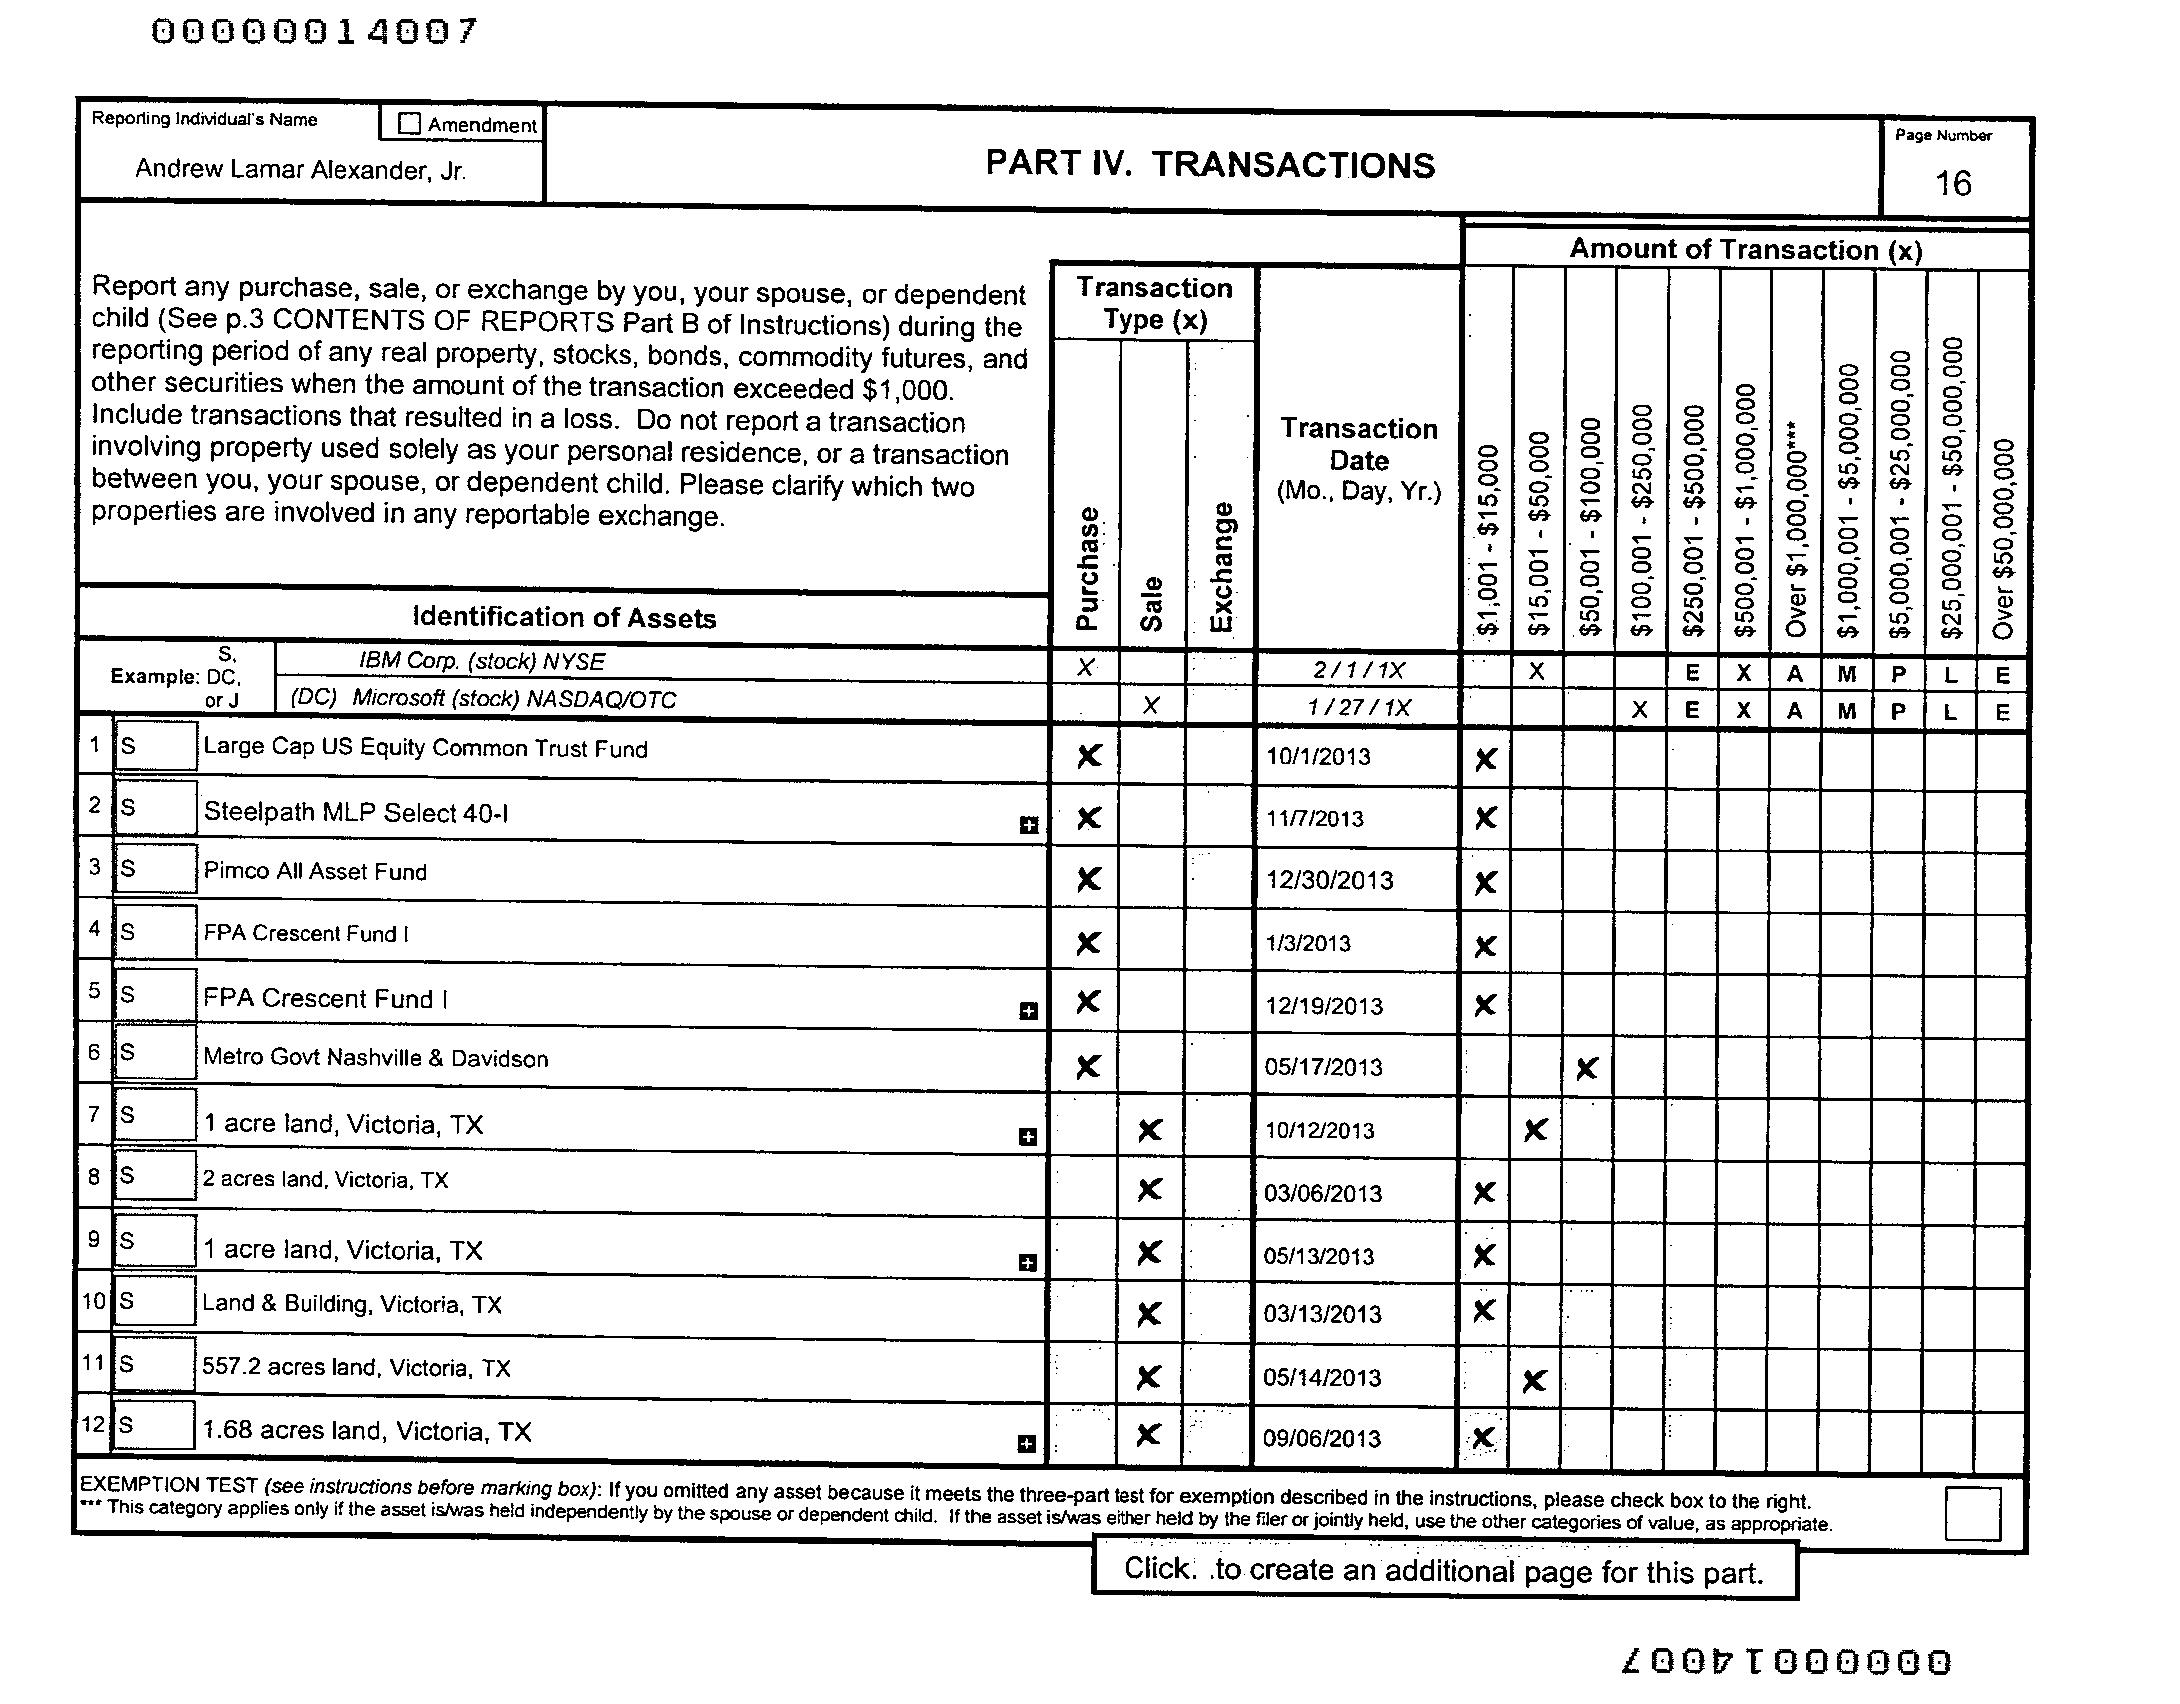 00000014007
Reporting Individual's Name
Amendment
Andrew Lamar Alexander, Jr.
PART IV. TRANSACTIONS
Page Number
16
Report any purchase, sale, or exchange by you, your spouse, or dependent
child (See p.3 CONTENTS OF REPORTS Part B of Instructions) during the
reporting period of any real property, stocks, bonds, commodity futures, and
other securities when the amount of the transaction exceeded $1,000.
Include transactions that resulted in a loss. Do not report a transaction
involving property used solely as your personal residence, or a transaction
between you, your spouse, or dependent child. Please clarify which two
properties are involved in any reportable exchange.
Identification of Assets
Transaction
Type (x)
Purchase
Sale
Exchange
Transaction
Date
(Mo., Day, Yr.)
Amount of Transaction (x)
$1,001 - $15,000
$15,001 - $50,000
$50,001 - $100,000
$100,001 - $250,000
$250,001 - $500,000
$500,001 - $1,000,000
Over $1,000,000***
$1,000,001 - $5,000,000
$5,000,001 - $25,000,000
$25,000,001 - $50,000,000
Over $50,000,000
Example: S, DC, or J
IBM Corp. (stock) NYSE X 2 / 1 / 1X X E X A M P L E
(DC) Microsoft (stock) NASDAQ/OTC X 1 / 27 / 1X X E X A M P L E
1 S Large Cap US Equity Common Trust Fund X 10/1/2013 X
2 S Steelpath MLP Select 40-I + X 11/7/2013 X
3 S Pimco All Asset Fund X 12/30/2013 X
4 S FPA Crescent Fund I X 1/3/2013 X
5 S FPA Crescent Fund I + X 12/19/2013 X
6 S Metro Govt Nashville & Davidson X 05/17/2013 X
7 S 1 acre land, Victoria, TX + X 10/12/2013 X
8 S 2 acres land, Victoria, TX X 03/06/2013 X
9 S 1 acre land, Victoria, TX + X 05/13/2013 X
10 S Land & Building, Victoria, TX X 03/13/2013 X
11 S 557.2 acres land, Victoria, TX X 05/14/2013 X
12 S 1.68 acres land, Victoria, TX + X 09/06/2013 X
EXEMPTION TEST (see instructions before marking box): If you omitted any asset because it meets the three-part test for exemption described in the instructions, please check box to the right.
*** This category applies only if the asset is/was held independently by the spouse or dependent child. If the asset is/was either held by the filer or jointly held, use the other categories of value, as appropriate.
Click. .to create an additional page for this part.
00000014007